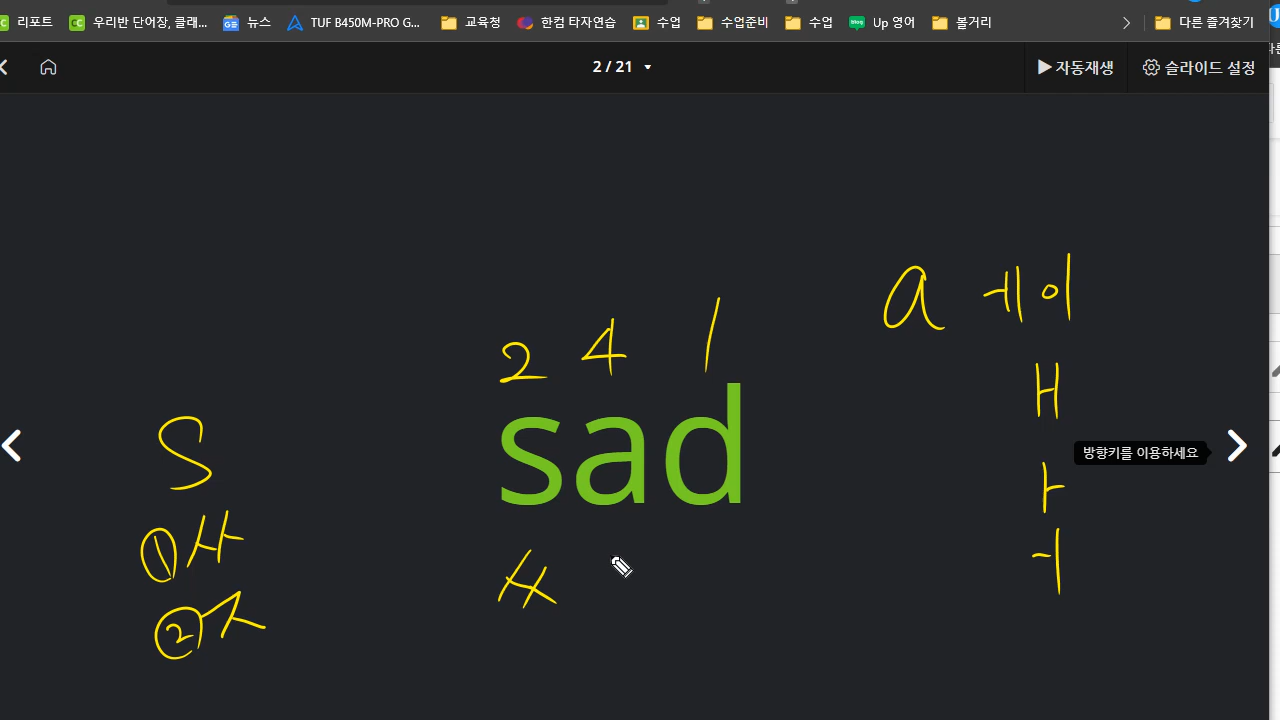 리포트 우리반 단어장, 클래... 뉴스 TUF B450M-PRO G... 교육청 한컴 타자연습 수업 수업준비 수업 Up 영어 볼거리 다른 즐겨찾기
2 / 21 자동재생 슬라이드 설정
a ㅔ이
2 4 1
ㅐ
sad
방향키를 이용하세요
S
ㅏ
① ㅆ
ㅓ
ㅆ
② ㅅ